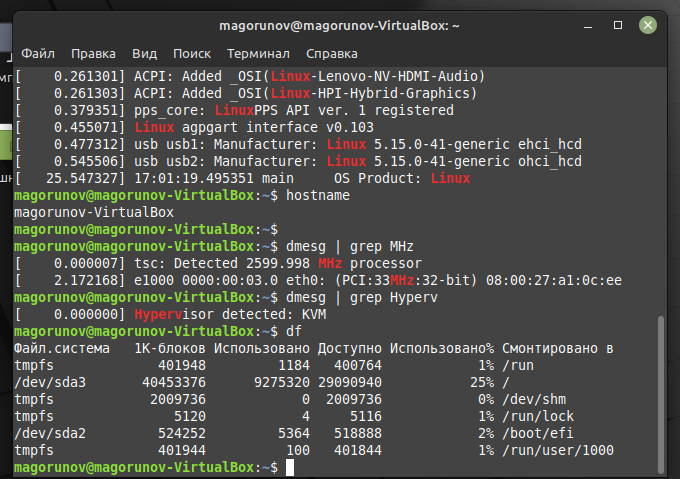 magorunov@magorunov-VirtualBox: ~
Файл Правка Вид Поиск Терминал Справка
[    0.261301] ACPI: Added _OSI(Linux-Lenovo-NV-HDMI-Audio)
[    0.261303] ACPI: Added _OSI(Linux-HPI-Hybrid-Graphics)
[    0.379351] pps_core: LinuxPPS API ver. 1 registered
[    0.455071] Linux agpgart interface v0.103
[    0.477312] usb usb1: Manufacturer: Linux 5.15.0-41-generic ehci_hcd
[    0.545506] usb usb2: Manufacturer: Linux 5.15.0-41-generic ohci_hcd
[   25.547327] 17:01:19.495351 main     OS Product: Linux
magorunov@magorunov-VirtualBox:~$ hostname
magorunov-VirtualBox
magorunov@magorunov-VirtualBox:~$
magorunov@magorunov-VirtualBox:~$ dmesg | grep MHz
[    0.000007] tsc: Detected 2599.998 MHz processor
[    2.172168] e1000 0000:00:03.0 eth0: (PCI:33MHz:32-bit) 08:00:27:a1:0c:ee
magorunov@magorunov-VirtualBox:~$ dmesg | grep Hyperv
[    0.000000] Hypervisor detected: KVM
magorunov@magorunov-VirtualBox:~$ df
Файл.система   1K-блоков Использовано Доступно Использовано% Смонтировано в
tmpfs             401948         1184   400764            1% /run
/dev/sda3       40453376      9275320 29090940           25% /
tmpfs            2009736            0  2009736            0% /dev/shm
tmpfs               5120            4     5116            1% /run/lock
/dev/sda2         524252         5364   518888            2% /boot/efi
tmpfs             401944          100   401844            1% /run/user/1000
magorunov@magorunov-VirtualBox:~$